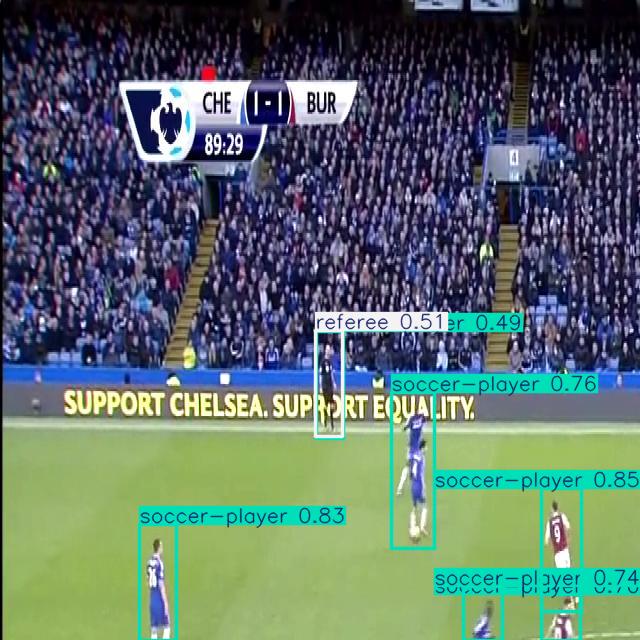 CHE 1-1 BUR
89:29
4
referee 0.51
er 0.49
soccer-player 0.76
SUPPORT CHELSEA. SUPPORT EQUALITY.
soccer-player 0.85
9
soccer-player 0.83
soccer-player 0.74